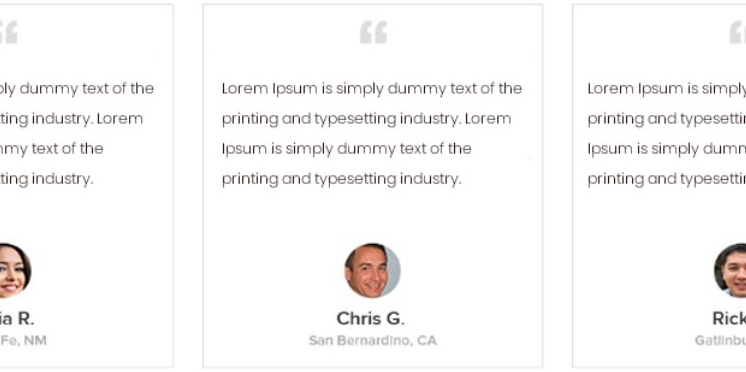 ply dummy text of the
ting industry. Lorem
my text of the
ting industry.
ia R.
Fe, NM
“
Lorem Ipsum is simply dummy text of the
printing and typesetting industry. Lorem
Ipsum is simply dummy text of the
printing and typesetting industry.
Chris G.
San Bernardino, CA
Lorem Ipsum is simply
printing and typesettin
Ipsum is simply dumm
printing and typesettin
Rick
Gatlinbu